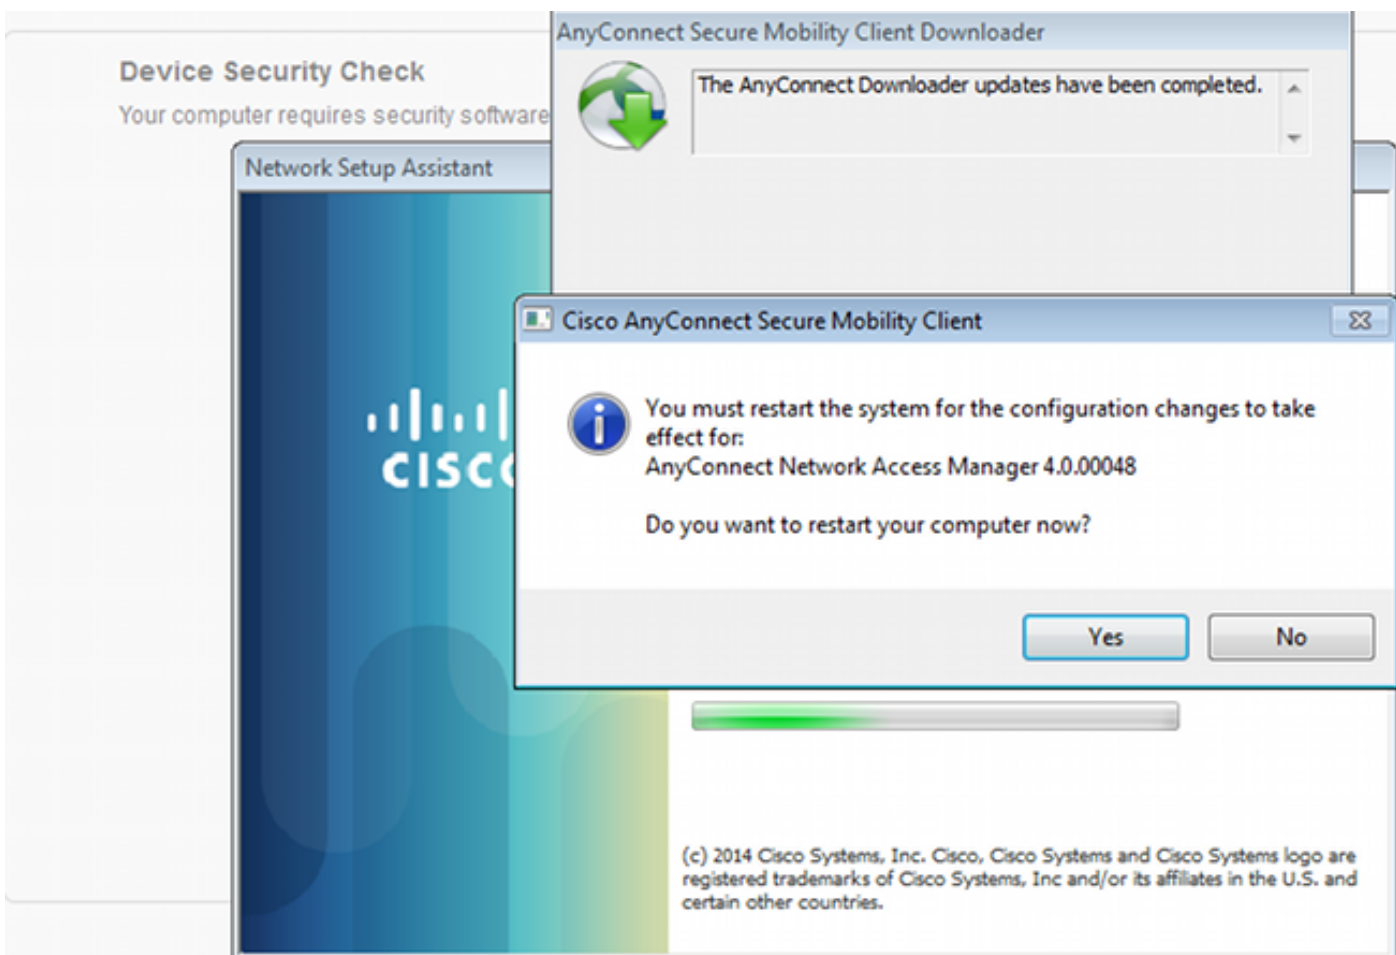 AnyConnect Secure Mobility Client Downloader
Device Security Check
The AnyConnect Downloader updates have been completed.
Your computer requires security software
Network Setup Assistant
Cisco AnyConnect Secure Mobility Client
You must restart the system for the configuration changes to take
effect for:
AnyConnect Network Access Manager 4.0.00048
CISCO
Do you want to restart your computer now?
Yes
No
(c) 2014 Cisco Systems, Inc. Cisco, Cisco Systems and Cisco Systems logo are
registered trademarks of Cisco Systems, Inc and/or its affiliates in the U.S. and
certain other countries.